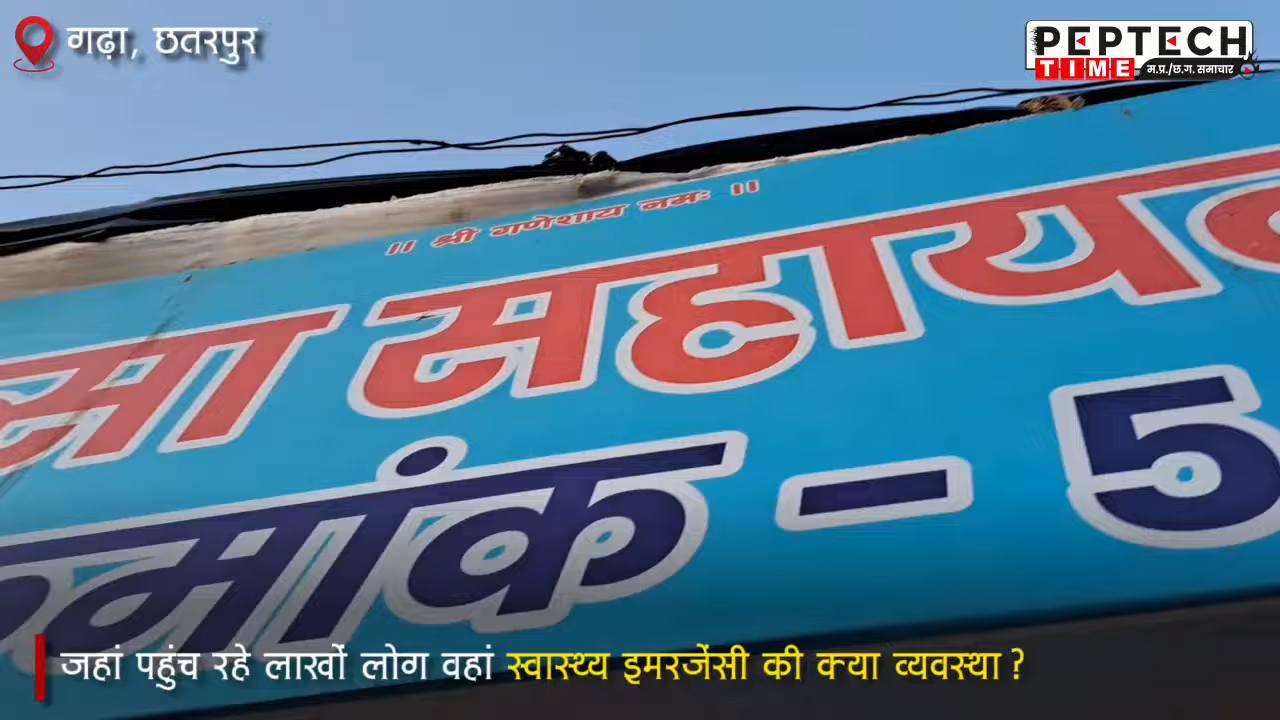 गढ़ा, छतरपुर
PEPTECH
TIME म.प्र./छ.ग. समाचार
॥ श्री गणेशाय नमः ॥
सा सहाय
मांक - 5
जहां पहुंच रहे लाखों लोग वहां स्वास्थ्य इमरजेंसी की क्या व्यवस्था ?